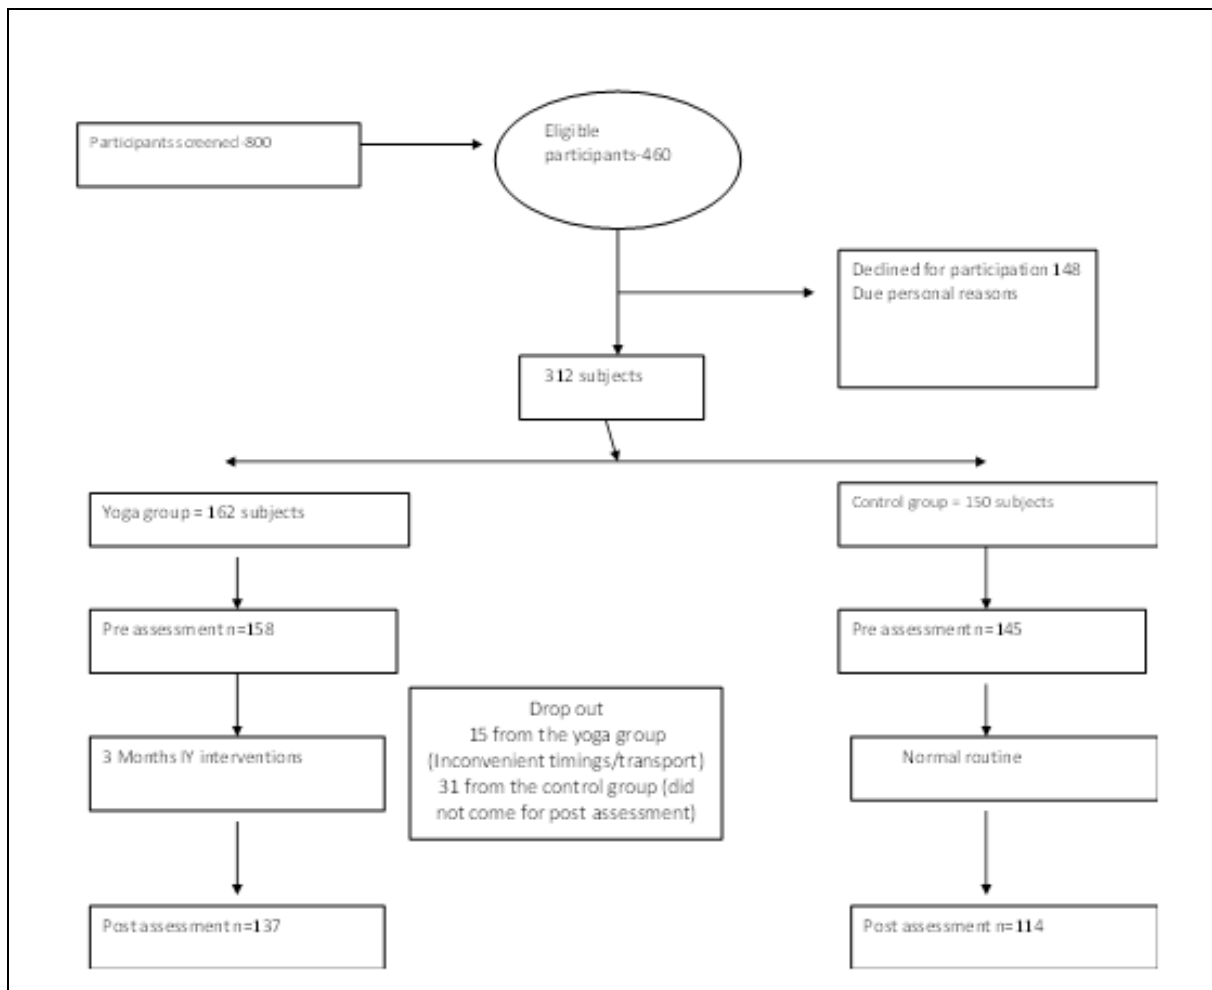 Participants screened-800
Eligible
participants-460
Declined for participation 148
Due personal reasons
312 subjects
Yoga group = 162 subjects
Control group = 150 subjects
Pre assessment n=158
Pre assessment n=145
Drop out
15 from the yoga group
(Inconvenient timings/transport)
31 from the control group (did
not come for post assessment)
3 Months IY interventions
Normal routine
Post assessment n=137
Post assessment n=114